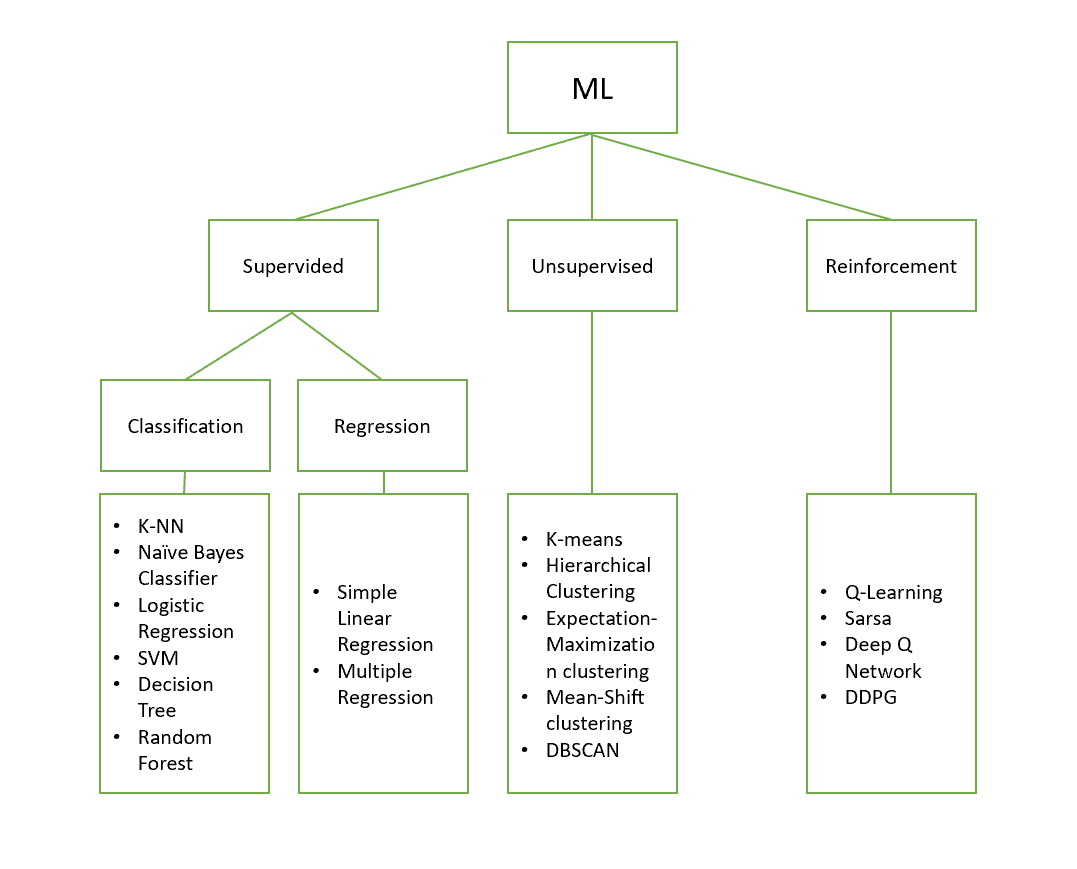 ML
Supervided
Unsupervised
Reinforcement
Classification
Regression
• K-NN
• Naïve Bayes
Classifier
• Logistic
Regression
• SVM
• Decision
Tree
• Random
Forest
• Simple
Linear
Regression
• Multiple
Regression
• K-means
• Hierarchical
Clustering
• Expectation-
Maximizatio
n clustering
• Mean-Shift
clustering
• DBSCAN
• Q-Learning
• Sarsa
• Deep Q
Network
• DDPG